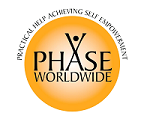 PRACTICAL HELP ACHIEVING SELF EMPOWERMENT
PHASE
WORLDWIDE